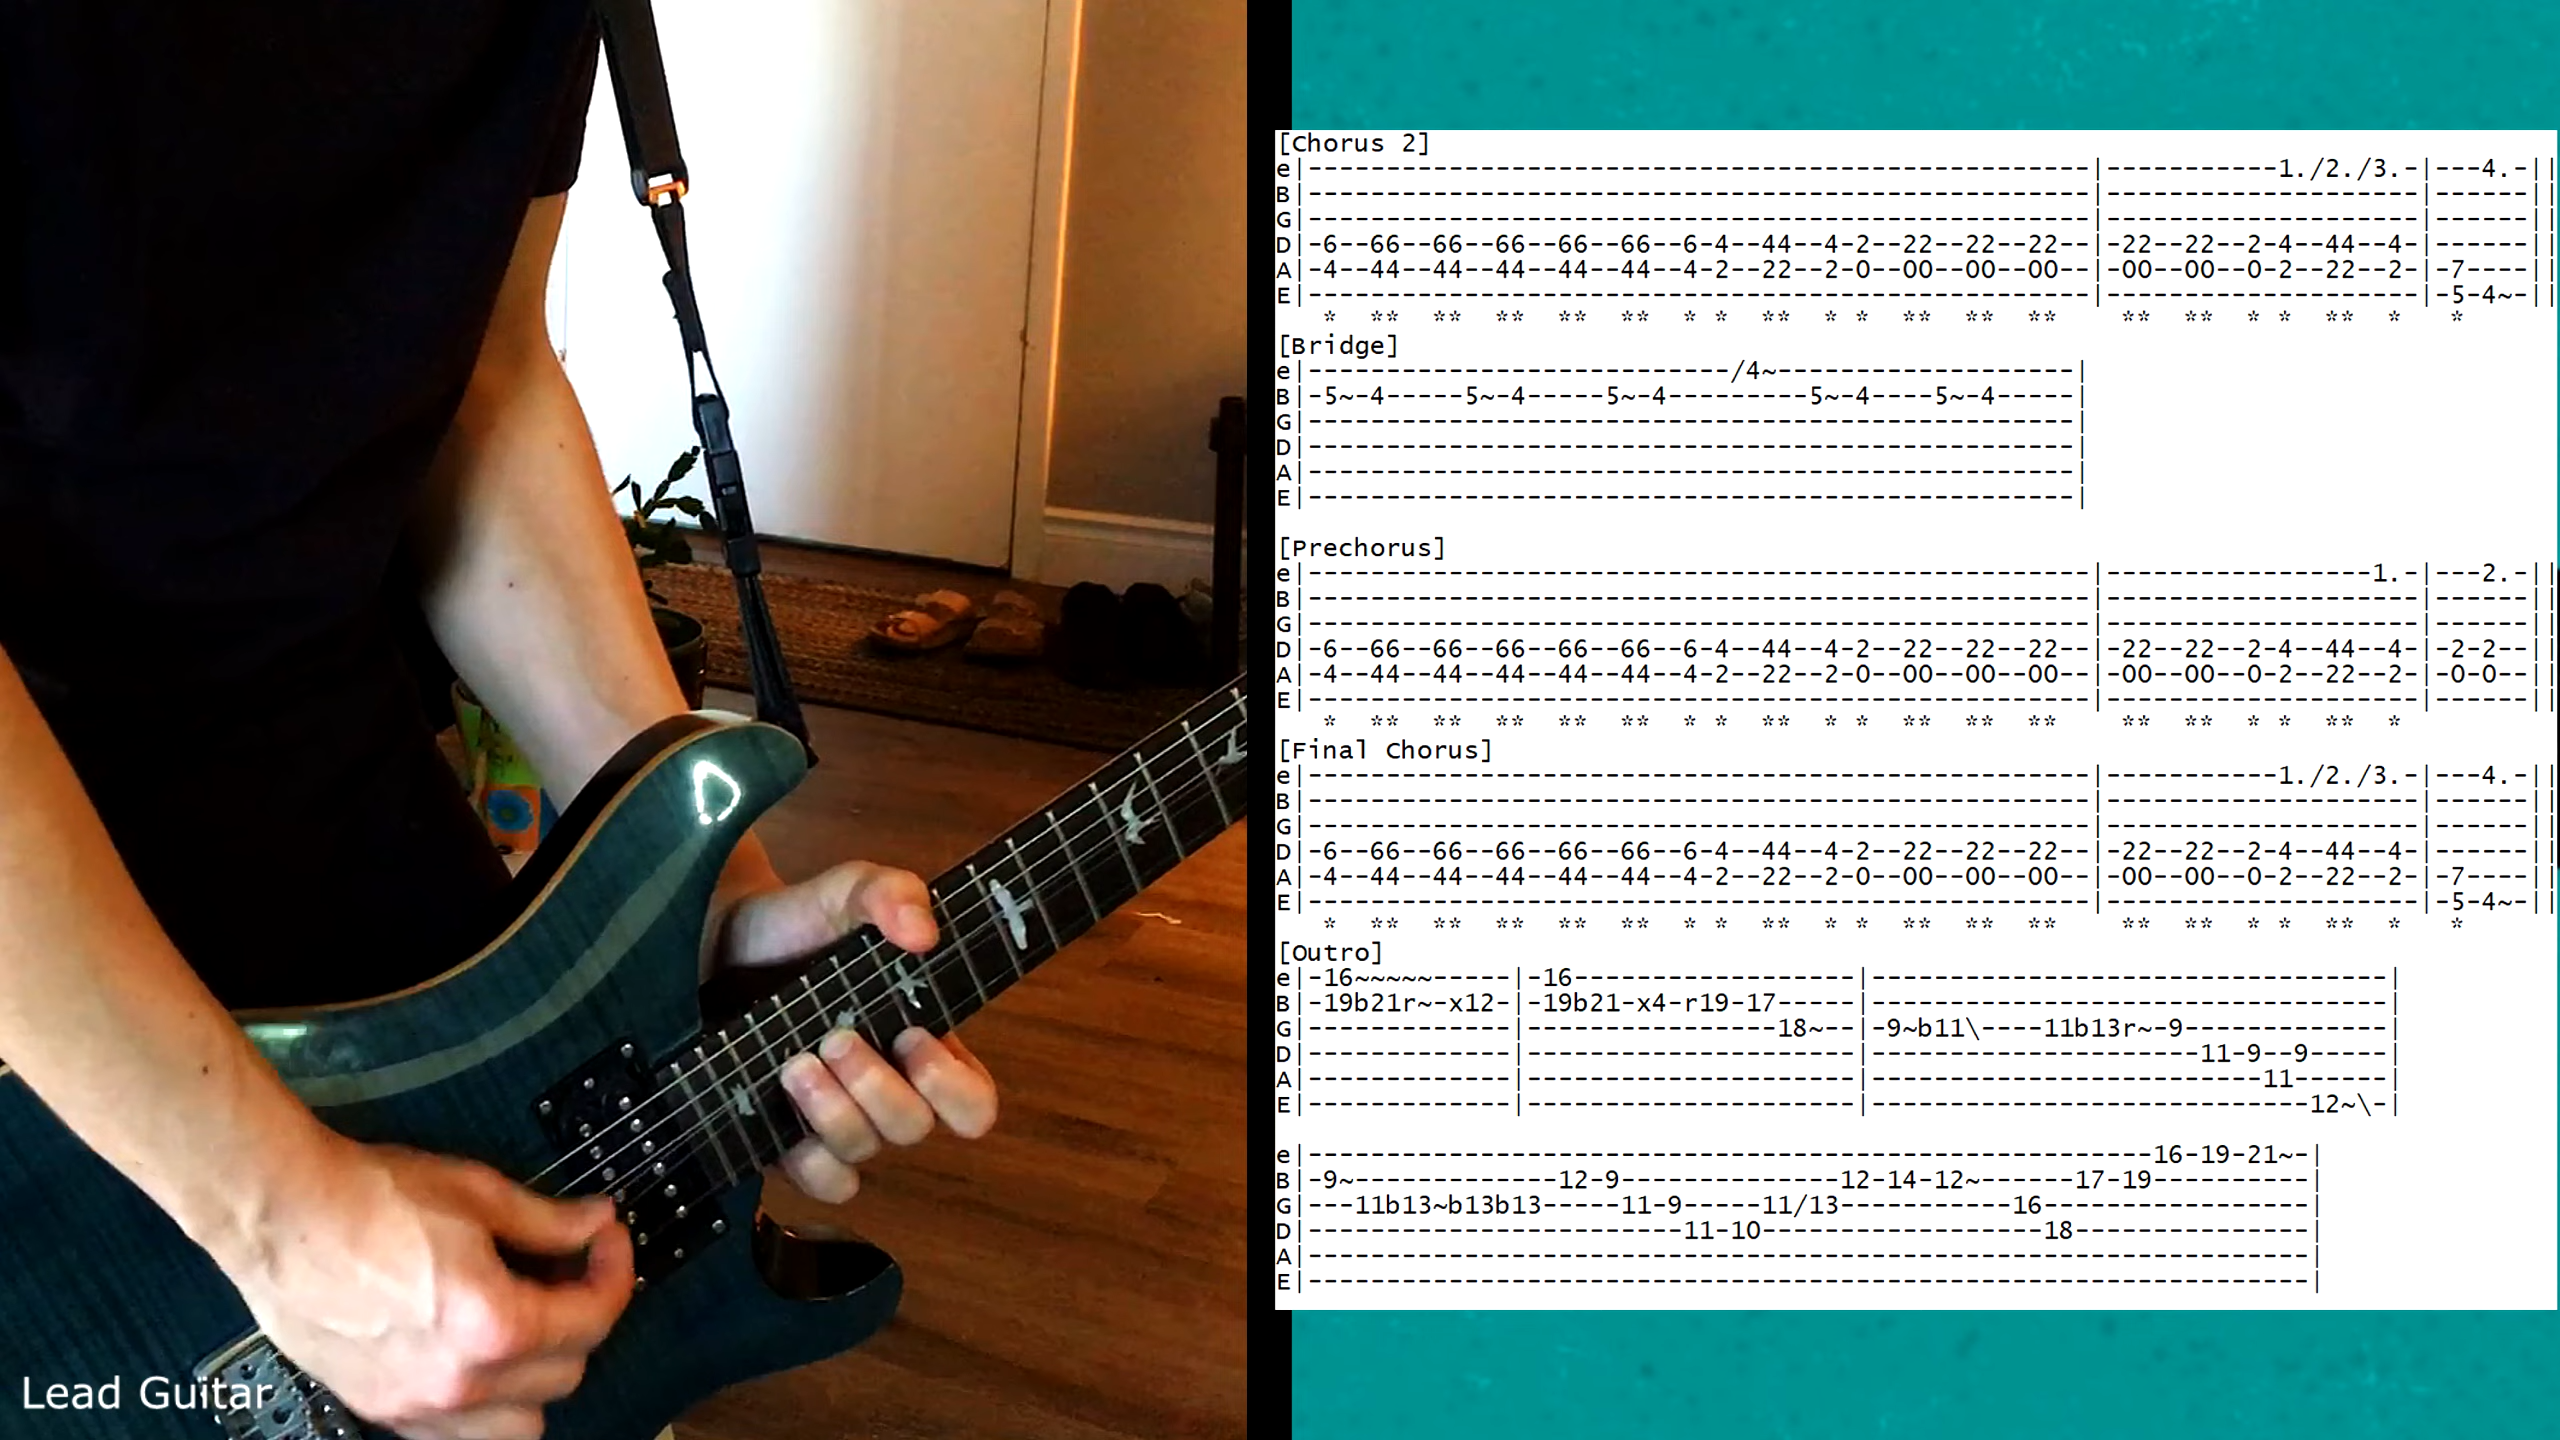 [Chorus 2]
e|--------------------------------------------------|-----------1./2./3.-|---4.-||
B|--------------------------------------------------|--------------------|------||
G|--------------------------------------------------|--------------------|------||
D|-6--66--66--66--66--66--6-4--44--4-2--22--22--22--|-22--22--2-4--44--4-|------||
A|-4--44--44--44--44--44--4-2--22--2-0--00--00--00--|-00--00--0-2--22--2-|-7----||
E|--------------------------------------------------|--------------------|-5-4~-||
* ** ** ** ** ** * * ** * * ** ** ** ** ** * * ** * *
[Bridge]
e|---------------------------/4~-------------------|
B|-5~-4-----5~-4-----5~-4---------5~-4----5~-4-----|
G|-------------------------------------------------|
D|-------------------------------------------------|
A|-------------------------------------------------|
E|-------------------------------------------------|
[Prechorus]
e|--------------------------------------------------|-----------------1.-|---2.-||
B|--------------------------------------------------|--------------------|------||
G|--------------------------------------------------|--------------------|------||
D|-6--66--66--66--66--66--6-4--44--4-2--22--22--22--|-22--22--2-4--44--4-|-2-2--||
A|-4--44--44--44--44--44--4-2--22--2-0--00--00--00--|-00--00--0-2--22--2-|-0-0--||
E|--------------------------------------------------|--------------------|------||
* ** ** ** ** ** * * ** * * ** ** ** ** ** * * ** *
[Final Chorus]
e|--------------------------------------------------|-----------1./2./3.-|---4.-||
B|--------------------------------------------------|--------------------|------||
G|--------------------------------------------------|--------------------|------||
D|-6--66--66--66--66--66--6-4--44--4-2--22--22--22--|-22--22--2-4--44--4-|------||
A|-4--44--44--44--44--44--4-2--22--2-0--00--00--00--|-00--00--0-2--22--2-|-7----||
E|--------------------------------------------------|--------------------|-5-4~-||
* ** ** ** ** ** * * ** * * ** ** ** ** ** * * ** * *
[Outro]
e|-16~~~~~-----|-16------------------|---------------------------------|
B|-19b21r~-x12-|-19b21-x4-r19-17-----|---------------------------------|
G|-------------|----------------18~--|-9~b11\----11b13r~-9-------------|
D|-------------|---------------------|---------------------11-9--9-----|
A|-------------|---------------------|-------------------------11------|
E|-------------|---------------------|----------------------------12~\-|
e|------------------------------------------------------16-19-21~-|
B|-9~-------------12-9--------------12-14-12~------17-19----------|
G|---11b13~b13b13-----11-9-----11/13-----------16-----------------|
D|------------------------11-10------------------18---------------|
A|----------------------------------------------------------------|
E|----------------------------------------------------------------|
Lead Guitar